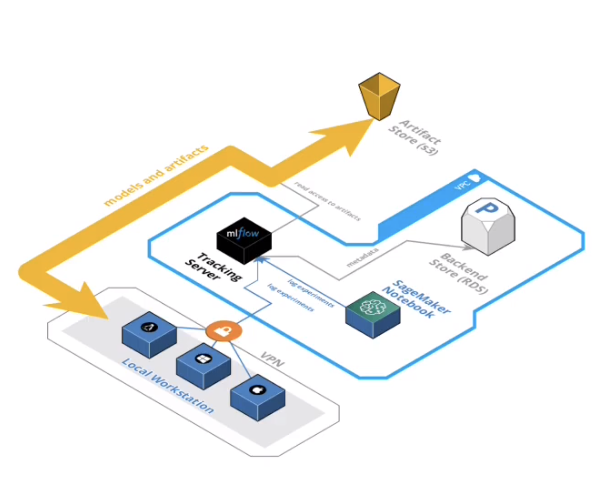 Artifact
Store (s3)
models and artifacts
VPC
read access to artifacts
mlflow
P
Tracking
Server
metadata
Backend
Store (RDS)
log experiments
log experiments
SageMaker
Notebook
VPN
Local Workstation